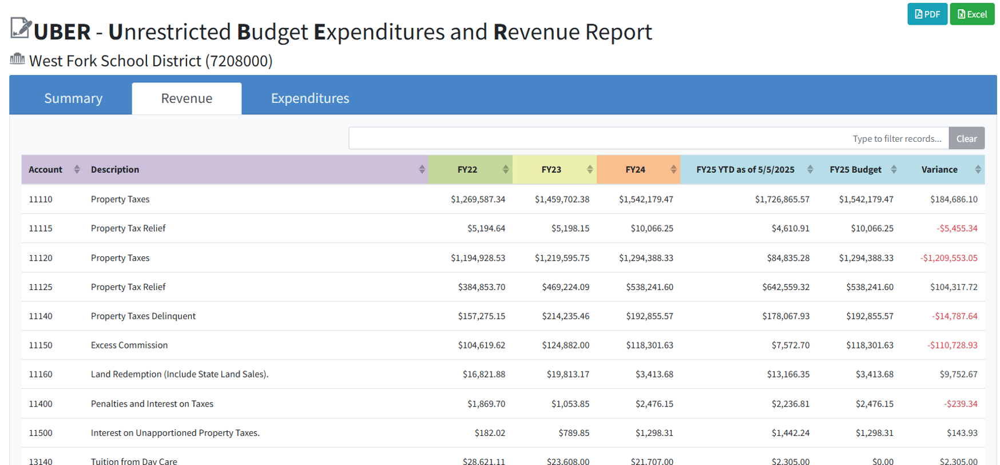 PDF Excel
UBER - Unrestricted Budget Expenditures and Revenue Report
West Fork School District (7208000)
Summary Revenue Expenditures
Type to filter records... Clear
Account Description FY22 FY23 FY24 FY25 YTD as of 5/5/2025 FY25 Budget Variance
11110 Property Taxes $1,269,587.34 $1,459,702.38 $1,542,179.47 $1,726,865.57 $1,542,179.47 $184,686.10
11115 Property Tax Relief $5,194.64 $5,198.15 $10,066.25 $4,610.91 $10,066.25 -$5,455.34
11120 Property Taxes $1,194,928.53 $1,219,595.75 $1,294,388.33 $84,835.28 $1,294,388.33 -$1,209,553.05
11125 Property Tax Relief $384,853.70 $469,224.09 $538,241.60 $642,559.32 $538,241.60 $104,317.72
11140 Property Taxes Delinquent $157,275.15 $214,235.46 $192,855.57 $178,067.93 $192,855.57 -$14,787.64
11150 Excess Commission $104,619.62 $124,882.00 $118,301.63 $7,572.70 $118,301.63 -$110,728.93
11160 Land Redemption (Include State Land Sales). $16,821.88 $19,813.17 $3,413.68 $13,166.35 $3,413.68 $9,752.67
11400 Penalties and Interest on Taxes $1,869.70 $1,053.85 $2,476.15 $2,236.81 $2,476.15 -$239.34
11500 Interest on Unapportioned Property Taxes. $182.02 $789.85 $1,298.31 $1,442.24 $1,298.31 $143.93
13140 Tuition from Day Care $28,621.11 $23,608.00 $21,707.00 $2,305.00 $0.00 $2,305.00